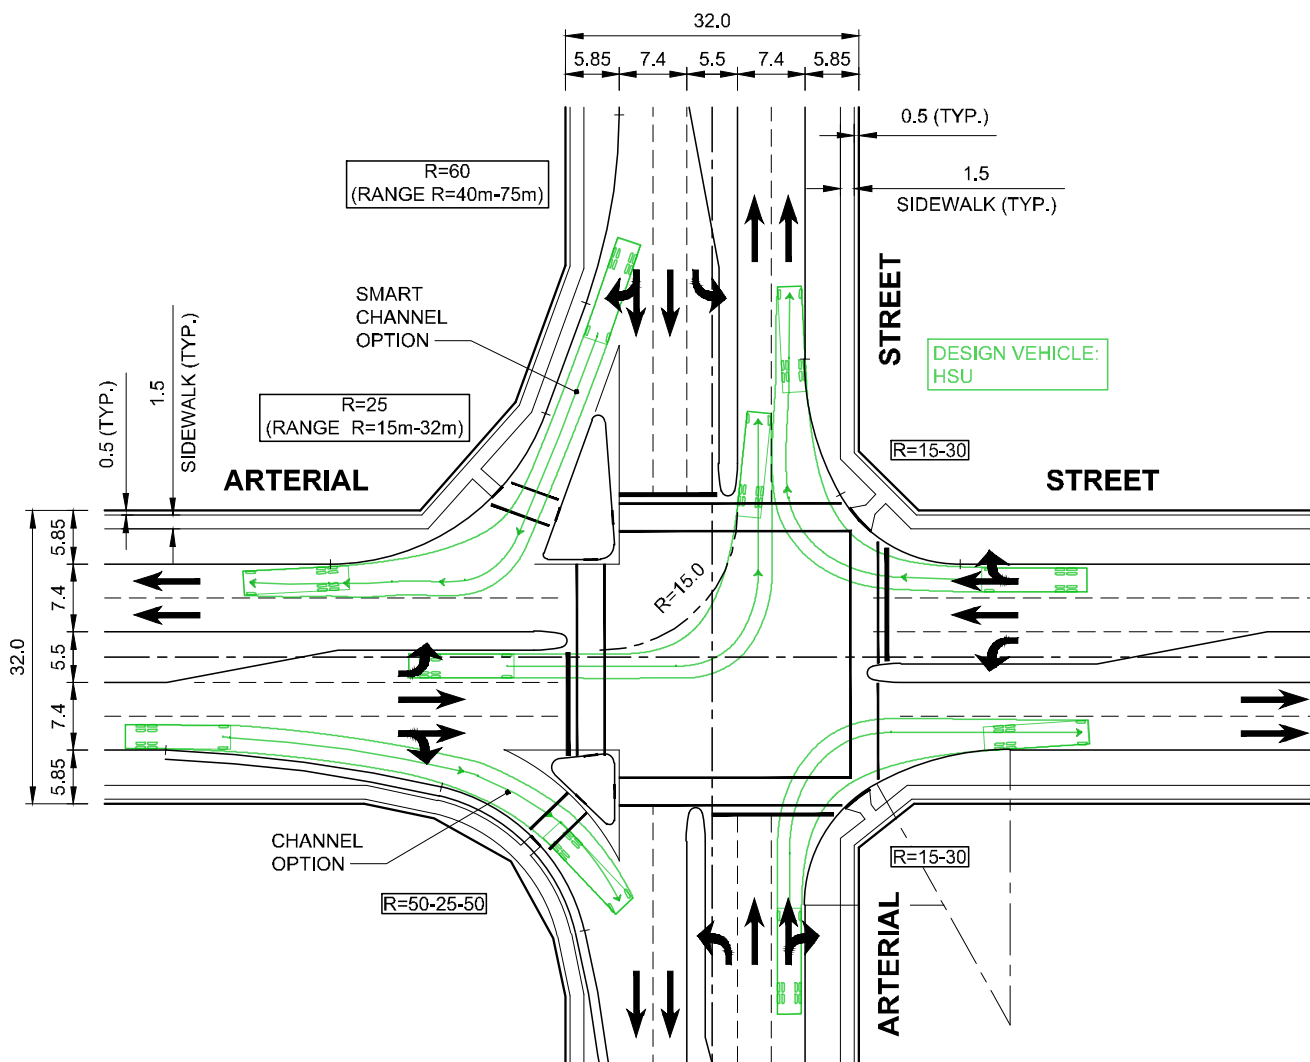 32.0
5.85 7.4 5.5 7.4 5.85
0.5 (TYP.)
R=60
(RANGE R=40m-75m)
1.5
SIDEWALK (TYP.)
STREET
SMART
CHANNEL
OPTION
DESIGN VEHICLE:
HSU
0.5 (TYP.)
1.5
SIDEWALK (TYP.)
R=25
(RANGE R=15m-32m)
R=15-30
ARTERIAL
STREET
32.0
5.85
7.4
5.5
7.4
5.85
R=15.0
CHANNEL
OPTION
R=50-25-50
R=15-30
ARTERIAL